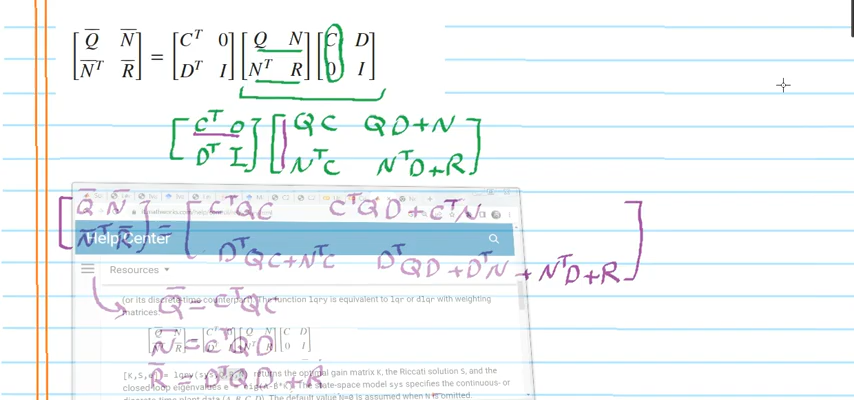 [Q̅ N̅; N̅ᵀ R̅] = [Cᵀ 0; Dᵀ I] [Q N; Nᵀ R] [C D; 0 I]
[Cᵀ 0; Dᵀ I] [QC QD+N; NᵀC NᵀD+R]
[Q̅ N̅; N̅ᵀ R̅] = [CᵀQC CᵀQD+CᵀN; DᵀQC+NᵀC DᵀQD+DᵀN+NᵀD+R]
Help Center
Resources
(or its discrete-time counterpart). The function lqry is equivalent to lqr or dlqr with weighting
matrices:
Q̅ = CᵀQC
N̅ = CᵀQD
R̅ = DᵀQD+R
[K,S,e] = lqry(sys, returns the optimal gain matrix K, the Riccati solution S, and the
closed-loop eigenvalues e = eig(A-B*K). The state-space model sys specifies the continuous- or
discrete-time plant data (A,B,C,D). The default value N=0 is assumed when N is omitted.